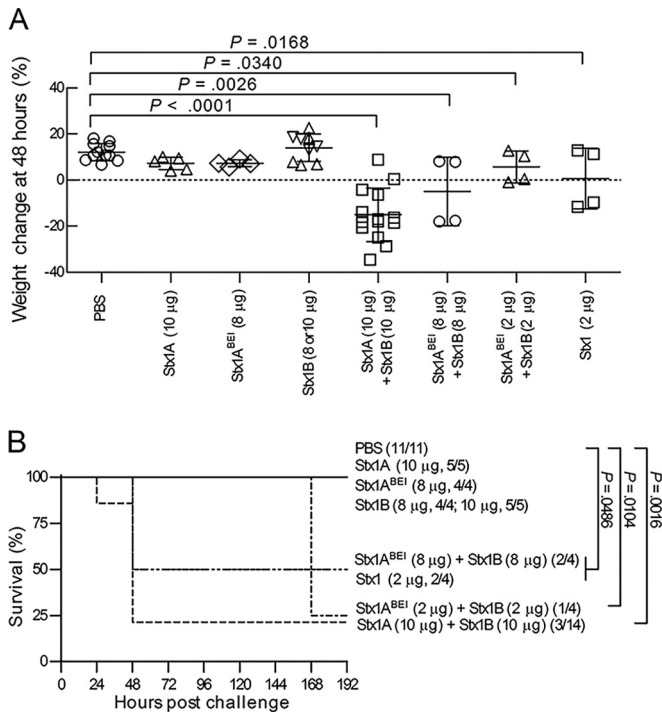 A
P = .0168
P = .0340
P = .0026
P < .0001
Weight change at 48 hours (%)
40
20
0
-20
-40
PBS
Stx1A (10 µg)
Stx1A^BEI (8 µg)
Stx1B (8 or 10 µg)
Stx1A (10 µg)
+ Stx1B (10 µg)
Stx1A^BEI (8 µg)
+ Stx1B (8 µg)
Stx1A^BEI (2 µg)
+ Stx1B (2 µg)
Stx1 (2 µg)
B
Survival (%)
100
75
50
25
0
0 24 48 72 96 120 144 168 192
Hours post challenge
PBS (11/11)
Stx1A (10 µg, 5/5)
Stx1A^BEI (8 µg, 4/4)
Stx1B (8 µg, 4/4; 10 µg, 5/5)
Stx1A^BEI (8 µg) + Stx1B (8 µg) (2/4)
Stx1 (2 µg, 2/4)
Stx1A^BEI (2 µg) + Stx1B (2 µg) (1/4)
Stx1A (10 µg) + Stx1B (10 µg) (3/14)
P = .0486
P = .0104
P = .0016